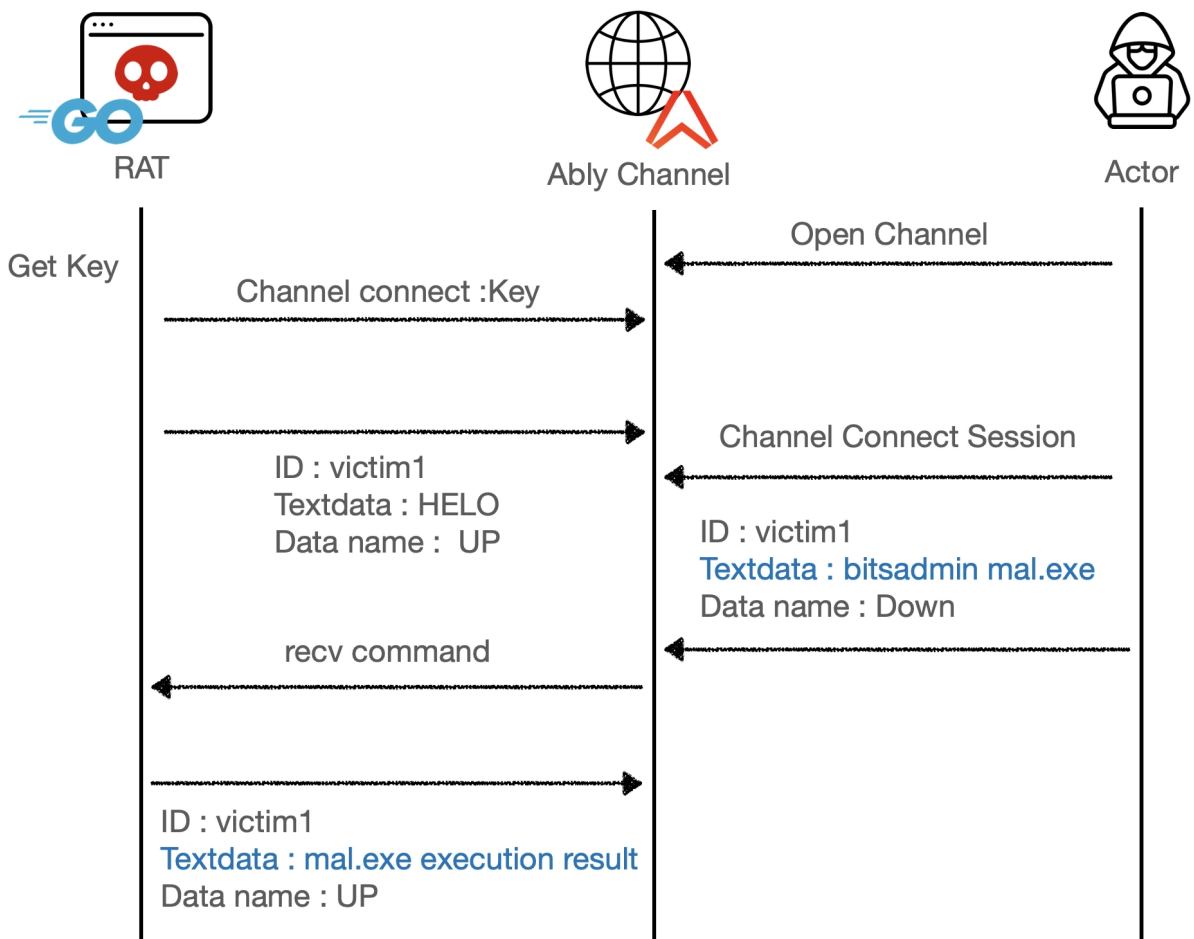 GO
RAT
Ably Channel
Actor
Get Key
Open Channel
Channel connect :Key
Channel Connect Session
ID : victim1
Textdata : HELO
Data name :  UP
ID : victim1
Textdata : bitsadmin mal.exe
Data name : Down
recv command
ID : victim1
Textdata : mal.exe execution result
Data name : UP